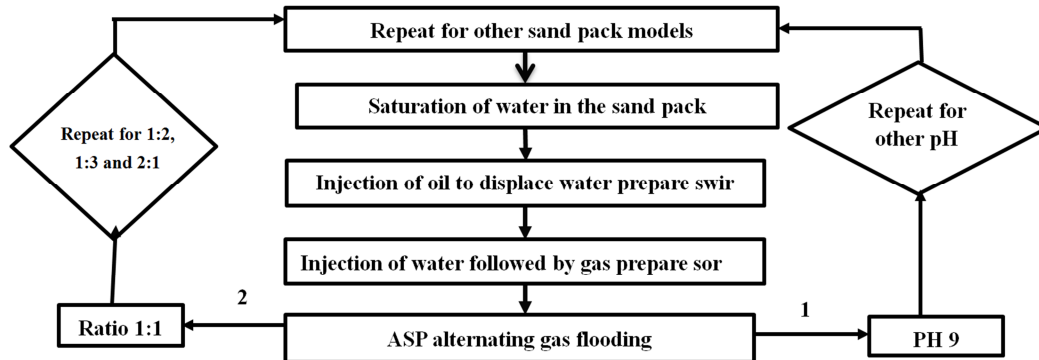 Repeat for other sand pack models
Saturation of water in the sand pack
Repeat for 1:2,
1:3 and 2:1
Repeat for
other pH
Injection of oil to displace water prepare swir
Injection of water followed by gas prepare sor
2
1
Ratio 1:1
ASP alternating gas flooding
PH 9